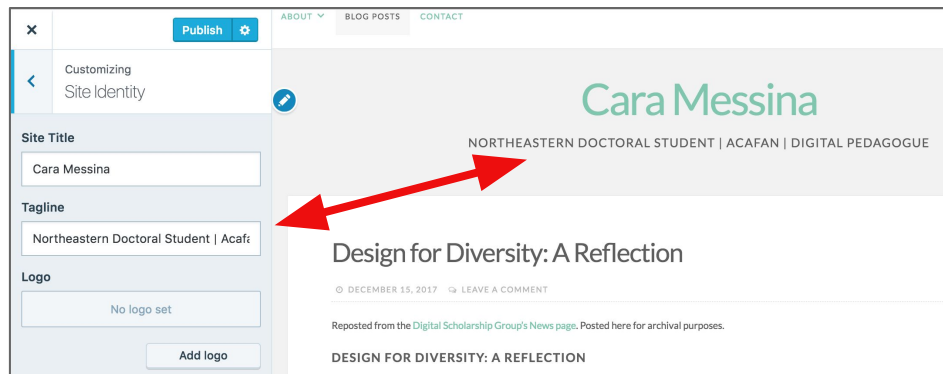 Publish
Customizing
Site Identity
Site Title
Cara Messina
Tagline
Northeastern Doctoral Student | Acafa
Logo
No logo set
Add logo
ABOUT BLOG POSTS CONTACT
Cara Messina
NORTHEASTERN DOCTORAL STUDENT | ACAFAN | DIGITAL PEDAGOGUE
Design for Diversity: A Reflection
DECEMBER 15, 2017 LEAVE A COMMENT
Reposted from the Digital Scholarship Group's News page. Posted here for archival purposes.
DESIGN FOR DIVERSITY: A REFLECTION